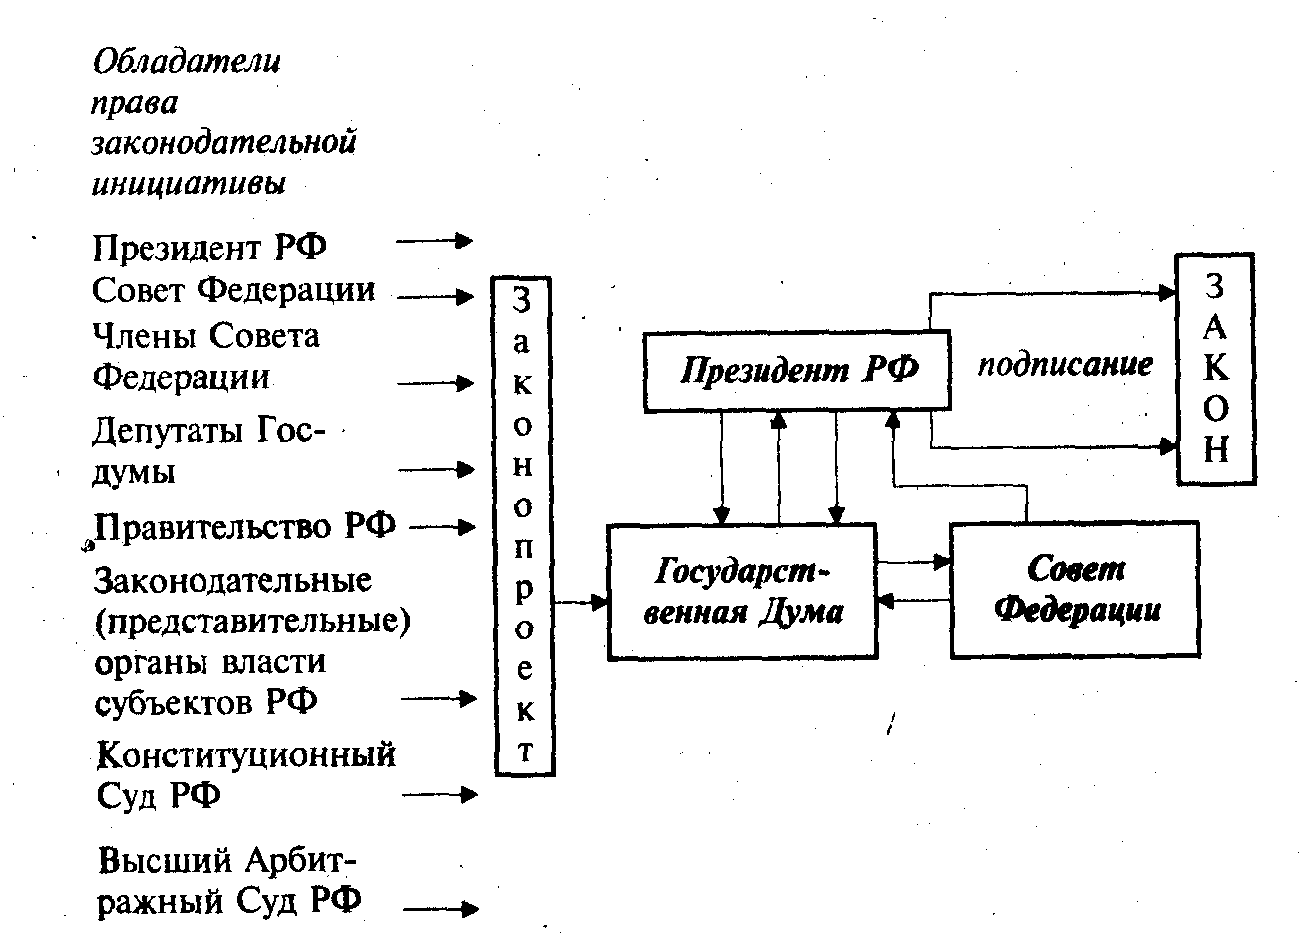 Обладатели
права
законодательной
инициативы
Президент РФ
Совет Федерации
Члены Совета
Федерации
Депутаты Гос-
думы
Правительство РФ
Законодательные
(представительные)
органы власти
субъектов РФ
Конституционный
Суд РФ
Высший Арбит-
ражный Суд РФ
Законопроект
Президент РФ
подписание
Государст-
венная Дума
Совет
Федерации
ЗАКОН